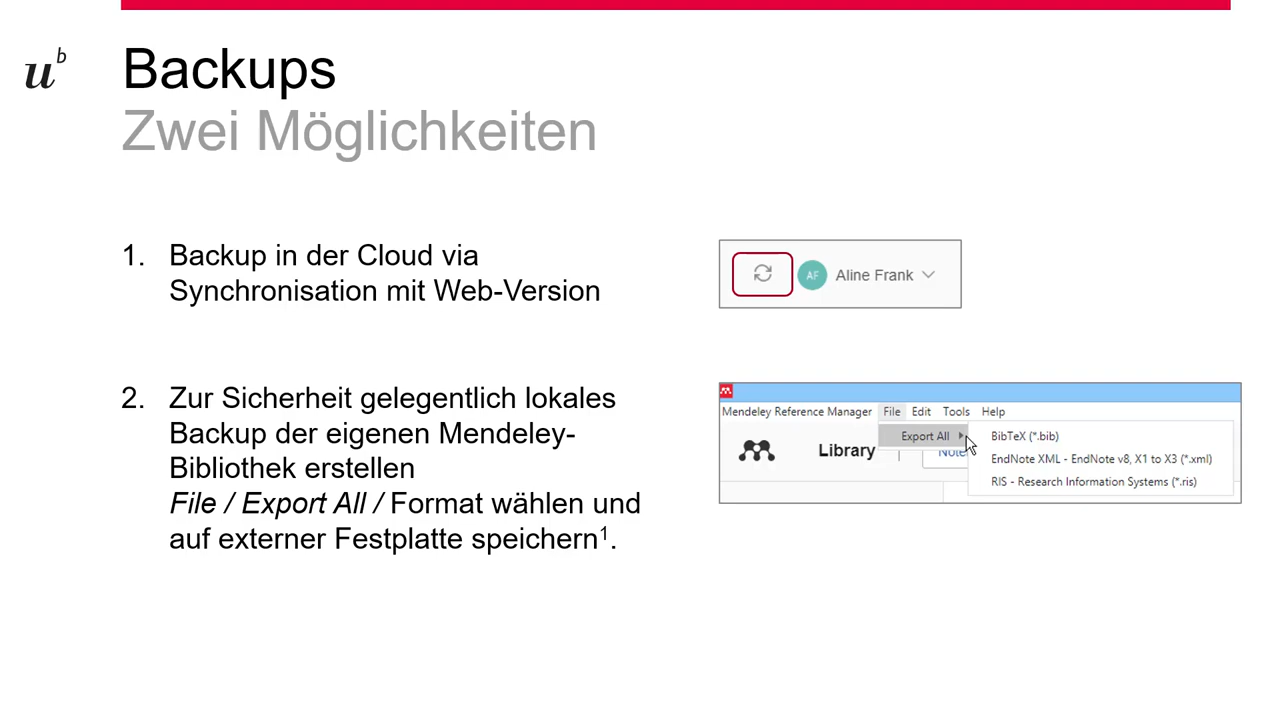 u b
Backups
Zwei Möglichkeiten
1. Backup in der Cloud via
Synchronisation mit Web-Version
AF Aline Frank
2. Zur Sicherheit gelegentlich lokales
Backup der eigenen Mendeley-
Bibliothek erstellen
File / Export All / Format wählen und
auf externer Festplatte speichern¹.
Mendeley Reference Manager File Edit Tools Help
Export All BibTeX (*.bib)
Library Note
EndNote XML - EndNote v8, X1 to X3 (*.xml)
RIS - Research Information Systems (*.ris)